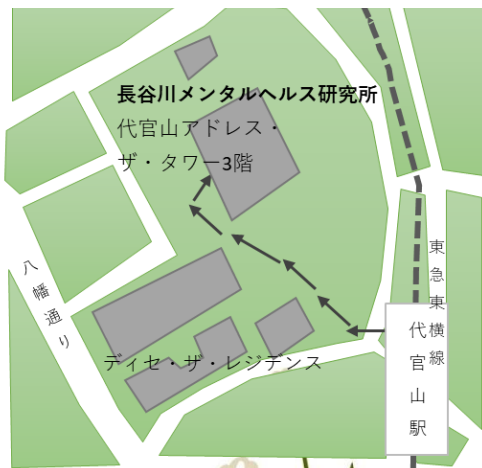 長谷川メンタルヘルス研究所
代官山アドレス・
ザ・タワー3階
東急東横線
八幡通り
代官山駅
ディセ・ザ・レジデンス